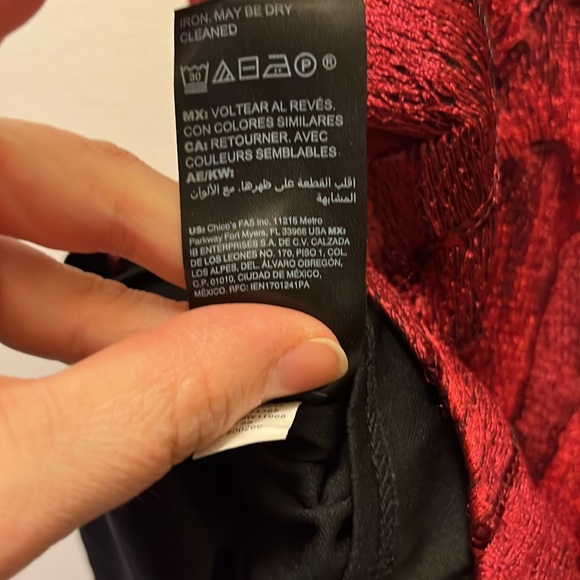 IRON. MAY BE DRY
CLEANED
30 P ®
MX: VOLTEAR AL REVÉS.
CON COLORES SIMILARES
CA: RETOURNER. AVEC
COULEURS SEMBLABLES.
AE/KW:
اقلب القطعة على ظهرها. مع الألوان
المشابهة
US: Chico's FAS Inc. 11215 Metro
Parkway Fort Myers, FL 33966 USA MX:
IB ENTERPRISES S.A. DE C.V. CALZADA
DE LOS LEONES NO. 170, PISO 1, COL.
LOS ALPES, DEL. ÁLVARO OBREGÓN,
C.P. 01010, CIUDAD DE MÉXICO,
MÉXICO. RFC: IEN1701241PA